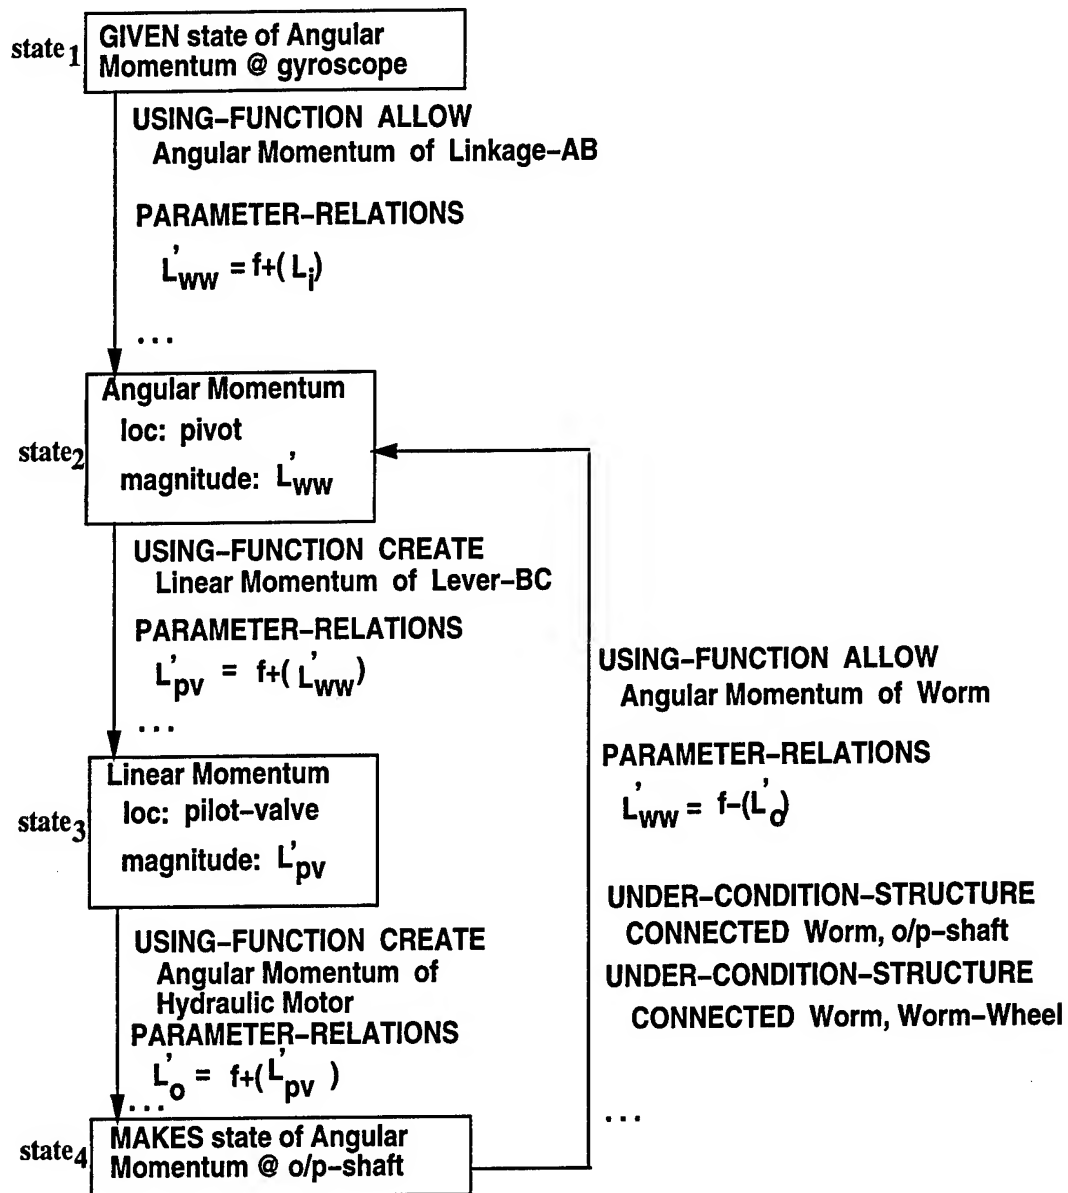 state1
GIVEN state of Angular
Momentum @ gyroscope
USING–FUNCTION ALLOW
Angular Momentum of Linkage–AB
PARAMETER–RELATIONS
L'ww = f+(Li)
...
state2
Angular Momentum
loc: pivot
magnitude: L'ww
USING–FUNCTION CREATE
Linear Momentum of Lever–BC
PARAMETER–RELATIONS
L'pv = f+(L'ww)
...
state3
Linear Momentum
loc: pilot–valve
magnitude: L'pv
USING–FUNCTION CREATE
Angular Momentum of
Hydraulic Motor
PARAMETER–RELATIONS
L'o = f+(L'pv )
...
state4
MAKES state of Angular
Momentum @ o/p–shaft
USING–FUNCTION ALLOW
Angular Momentum of Worm
PARAMETER–RELATIONS
L'ww = f–(L'o)
UNDER–CONDITION–STRUCTURE
CONNECTED Worm, o/p–shaft
UNDER–CONDITION–STRUCTURE
CONNECTED Worm, Worm–Wheel
...